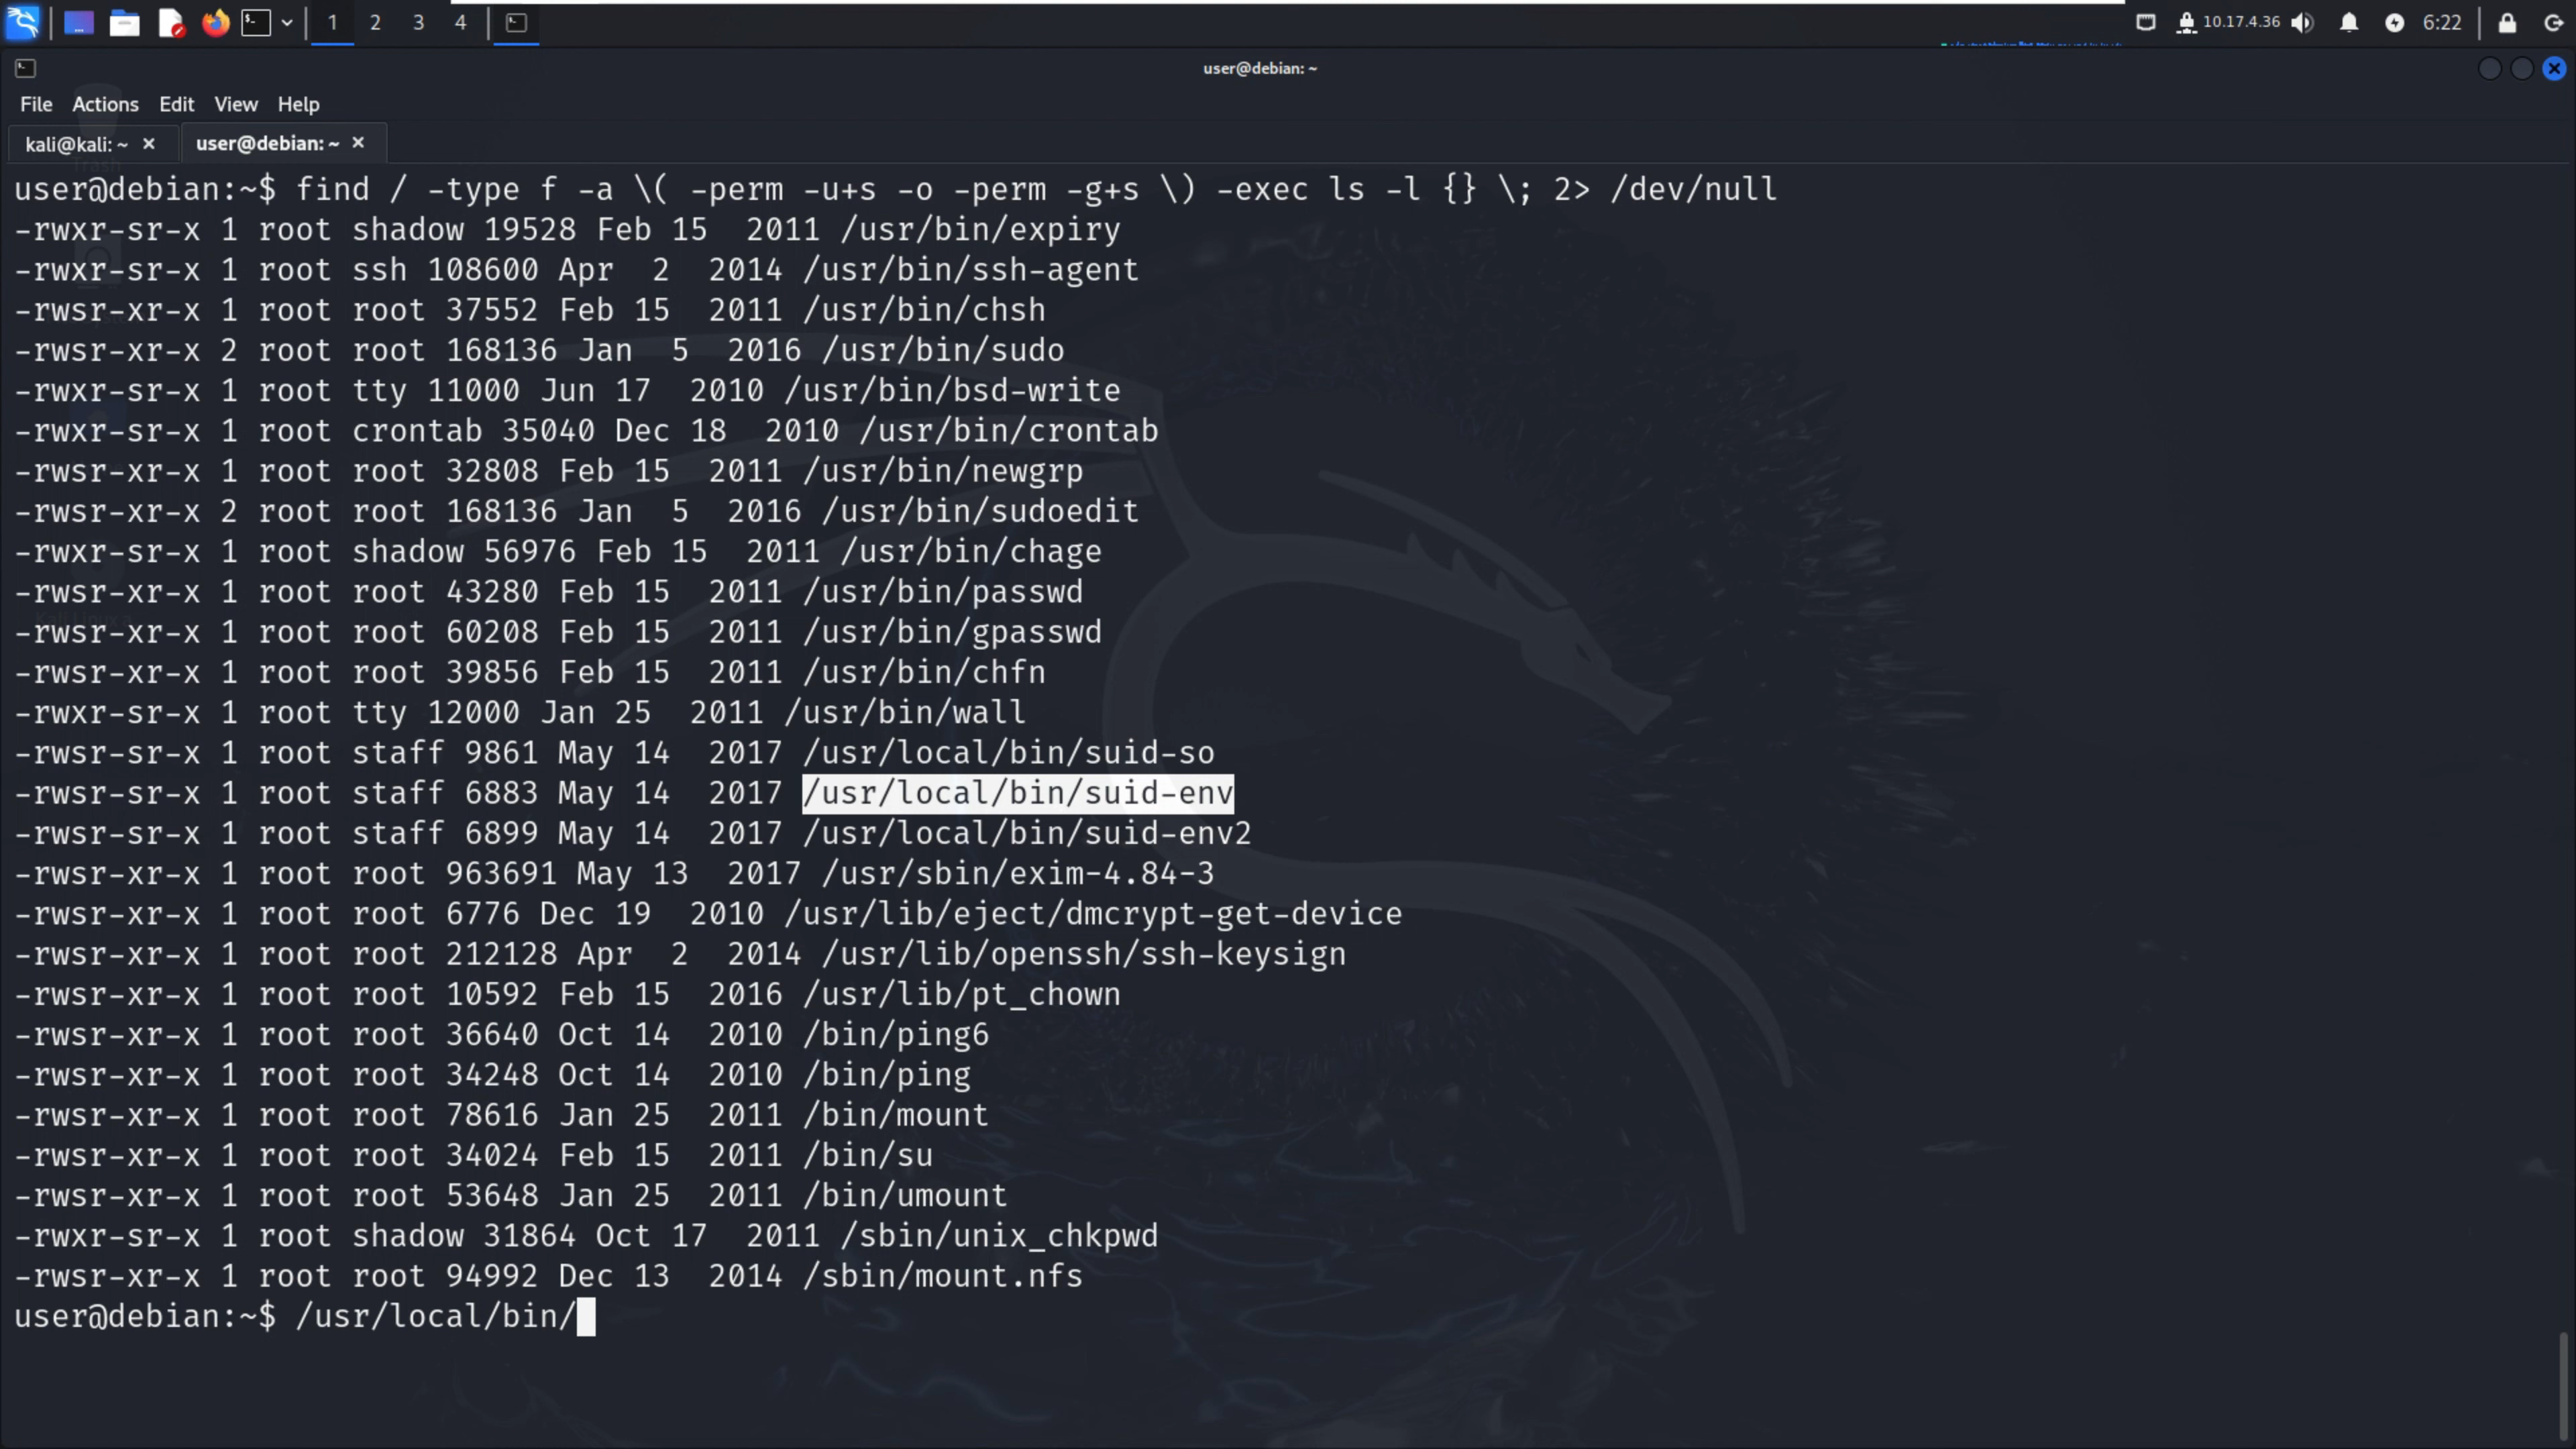 1 2 3 4
10.17.4.36
6:22
user@debian: ~
File Actions Edit View Help
kali@kali: ~ × user@debian: ~ ×
Trash
user@debian:~$ find / -type f -a \( -perm -u+s -o -perm -g+s \) -exec ls -l {} \; 2> /dev/null
-rwxr-sr-x 1 root shadow 19528 Feb 15  2011 /usr/bin/expiry
-rwxr-sr-x 1 root ssh 108600 Apr  2  2014 /usr/bin/ssh-agent
-rwsr-xr-x 1 root root 37552 Feb 15  2011 /usr/bin/chsh
-rwsr-xr-x 2 root root 168136 Jan  5  2016 /usr/bin/sudo
-rwxr-sr-x 1 root tty 11000 Jun 17  2010 /usr/bin/bsd-write
-rwxr-sr-x 1 root crontab 35040 Dec 18  2010 /usr/bin/crontab
-rwsr-xr-x 1 root root 32808 Feb 15  2011 /usr/bin/newgrp
-rwsr-xr-x 2 root root 168136 Jan  5  2016 /usr/bin/sudoedit
-rwxr-sr-x 1 root shadow 56976 Feb 15  2011 /usr/bin/chage
-rwsr-xr-x 1 root root 43280 Feb 15  2011 /usr/bin/passwd
-rwsr-xr-x 1 root root 60208 Feb 15  2011 /usr/bin/gpasswd
-rwsr-xr-x 1 root root 39856 Feb 15  2011 /usr/bin/chfn
-rwxr-sr-x 1 root tty 12000 Jan 25  2011 /usr/bin/wall
-rwsr-sr-x 1 root staff 9861 May 14  2017 /usr/local/bin/suid-so
-rwsr-sr-x 1 root staff 6883 May 14  2017 /usr/local/bin/suid-env
-rwsr-sr-x 1 root staff 6899 May 14  2017 /usr/local/bin/suid-env2
-rwsr-xr-x 1 root root 963691 May 13  2017 /usr/sbin/exim-4.84-3
-rwsr-xr-x 1 root root 6776 Dec 19  2010 /usr/lib/eject/dmcrypt-get-device
-rwsr-xr-x 1 root root 212128 Apr  2  2014 /usr/lib/openssh/ssh-keysign
-rwsr-xr-x 1 root root 10592 Feb 15  2016 /usr/lib/pt_chown
-rwsr-xr-x 1 root root 36640 Oct 14  2010 /bin/ping6
-rwsr-xr-x 1 root root 34248 Oct 14  2010 /bin/ping
-rwsr-xr-x 1 root root 78616 Jan 25  2011 /bin/mount
-rwsr-xr-x 1 root root 34024 Feb 15  2011 /bin/su
-rwsr-xr-x 1 root root 53648 Jan 25  2011 /bin/umount
-rwxr-sr-x 1 root shadow 31864 Oct 17  2011 /sbin/unix_chkpwd
-rwsr-xr-x 1 root root 94992 Dec 13  2014 /sbin/mount.nfs
user@debian:~$ /usr/local/bin/